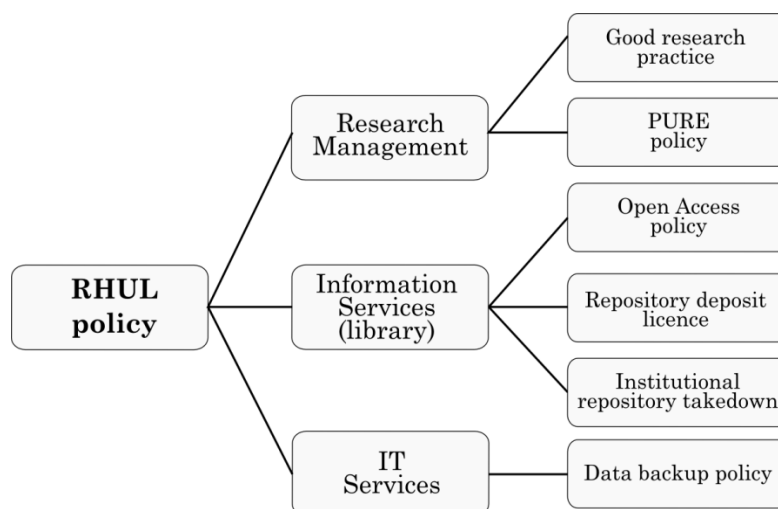 RHUL
policy
Research
Management
Information
Services
(library)
IT
Services
Good research
practice
PURE
policy
Open Access
policy
Repository deposit
licence
Institutional
repository takedown
Data backup policy